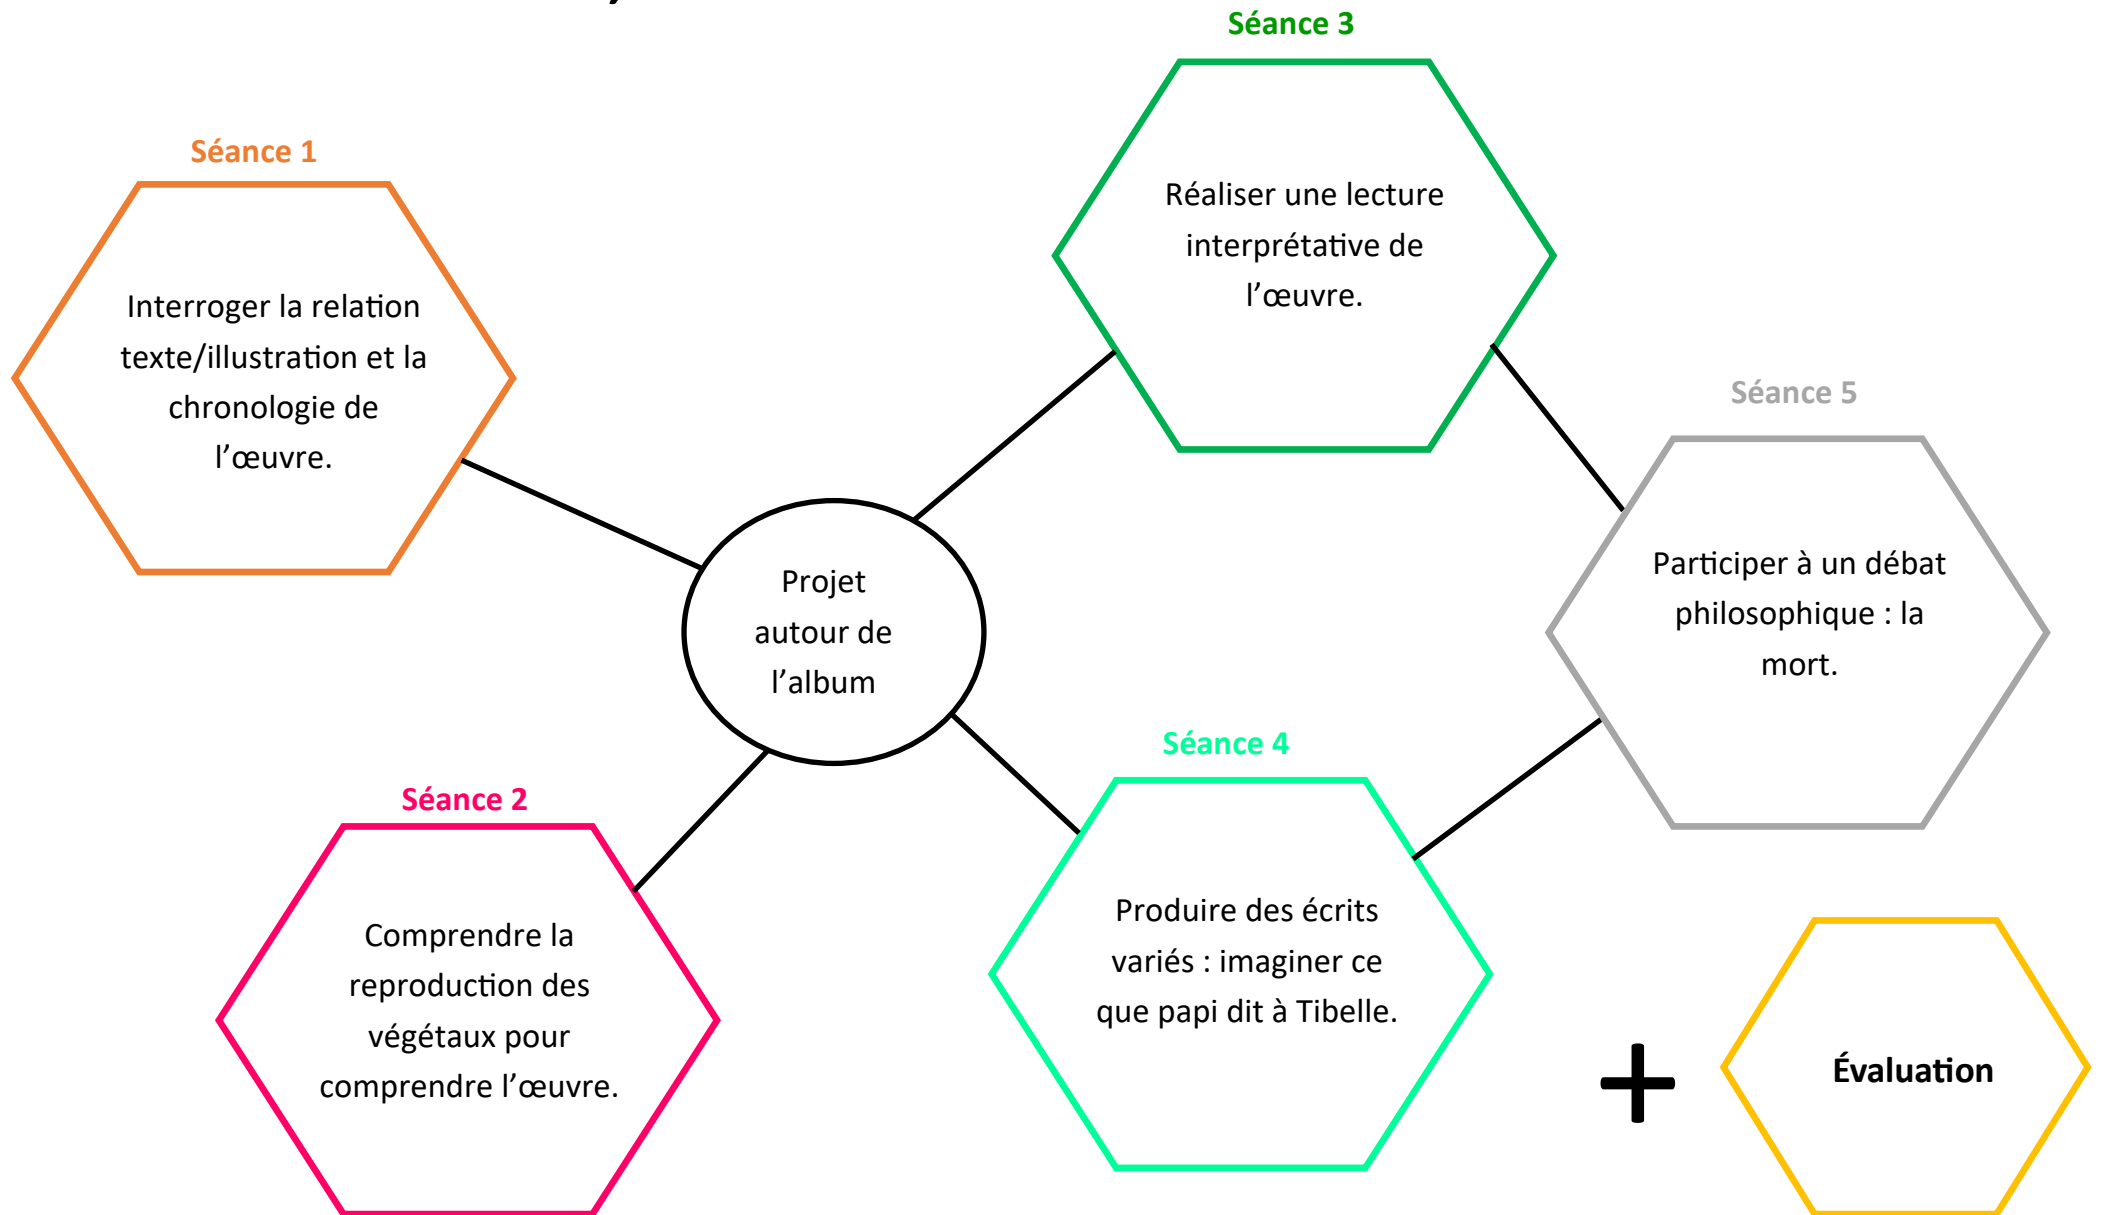 Séance 1
Interroger la relation
texte/illustration et la
chronologie de
l’œuvre.
Séance 2
Comprendre la
reproduction des
végétaux pour
comprendre l’œuvre.
Projet
autour de
l’album
Séance 3
Réaliser une lecture
interprétative de
l’œuvre.
Séance 4
Produire des écrits
variés : imaginer ce
que papi dit à Tibelle.
Séance 5
Participer à un débat
philosophique : la
mort.
+
Évaluation